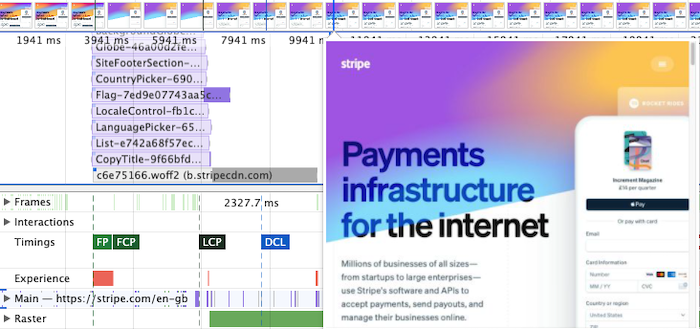 1941 ms
3941 ms
5941 ms
7941 ms
9941 ms
Globe-46a00d2fe...
SiteFooterSection-...
CountryPicker-690...
Flag-7ed9e07743aa5c...
LocaleControl-fb1c...
LanguagePicker-65...
List-e742a68f57ec...
CopyTitle-9f66bfd...
c6e75166.woff2 (b.stripecdn.com)
Frames
2327.7 ms
Interactions
Timings
FP
FCP
LCP
DCL
Experience
Main — https://stripe.com/en-gb
Raster
stripe
ROCKET RIDES
Payments
infrastructure
for the internet
Millions of businesses of all sizes—
from startups to large enterprises—
use Stripe's software and APIs to
accept payments, send payouts, and
manage their businesses online.
Increment Magazine
£14 per quarter
Pay
Or pay with card
Email
Card Information
Number
MM / YY
CVC
Country or region